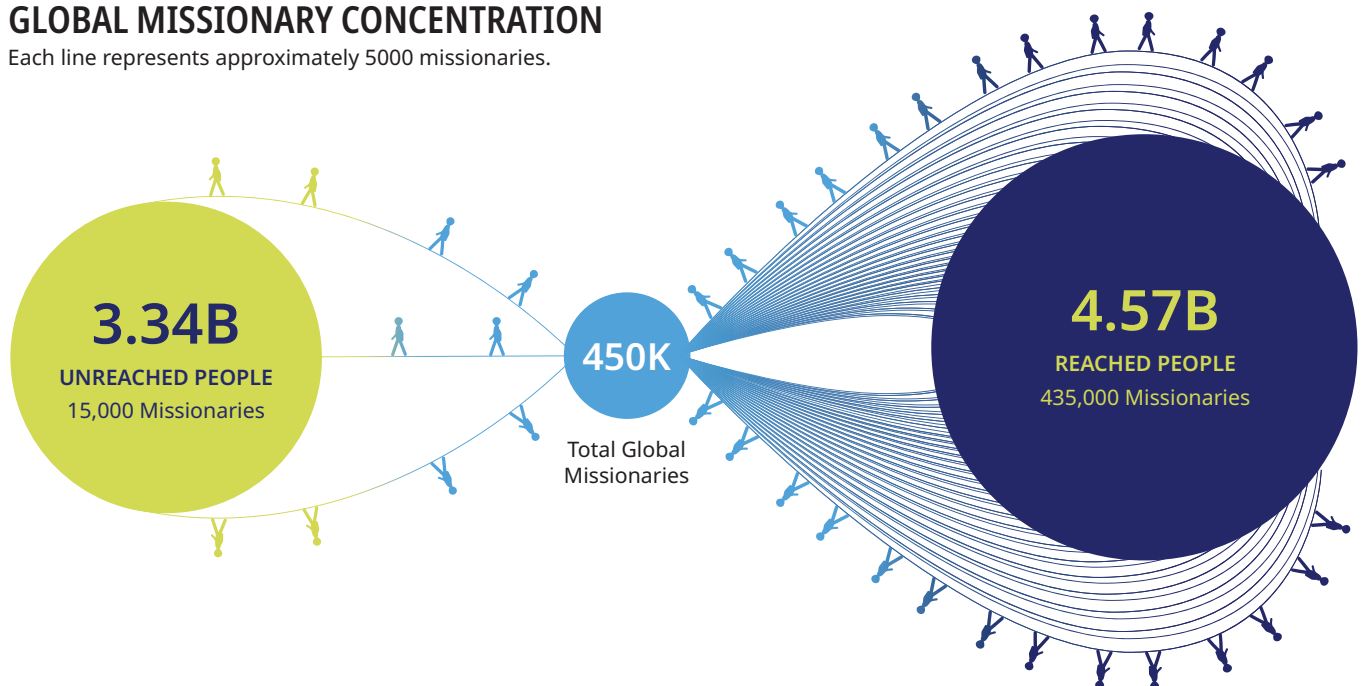 GLOBAL MISSIONARY CONCENTRATION
Each line represents approximately 5000 missionaries.
3.34B
UNREACHED PEOPLE
15,000 Missionaries
450K
Total Global
Missionaries
4.57B
REACHED PEOPLE
435,000 Missionaries